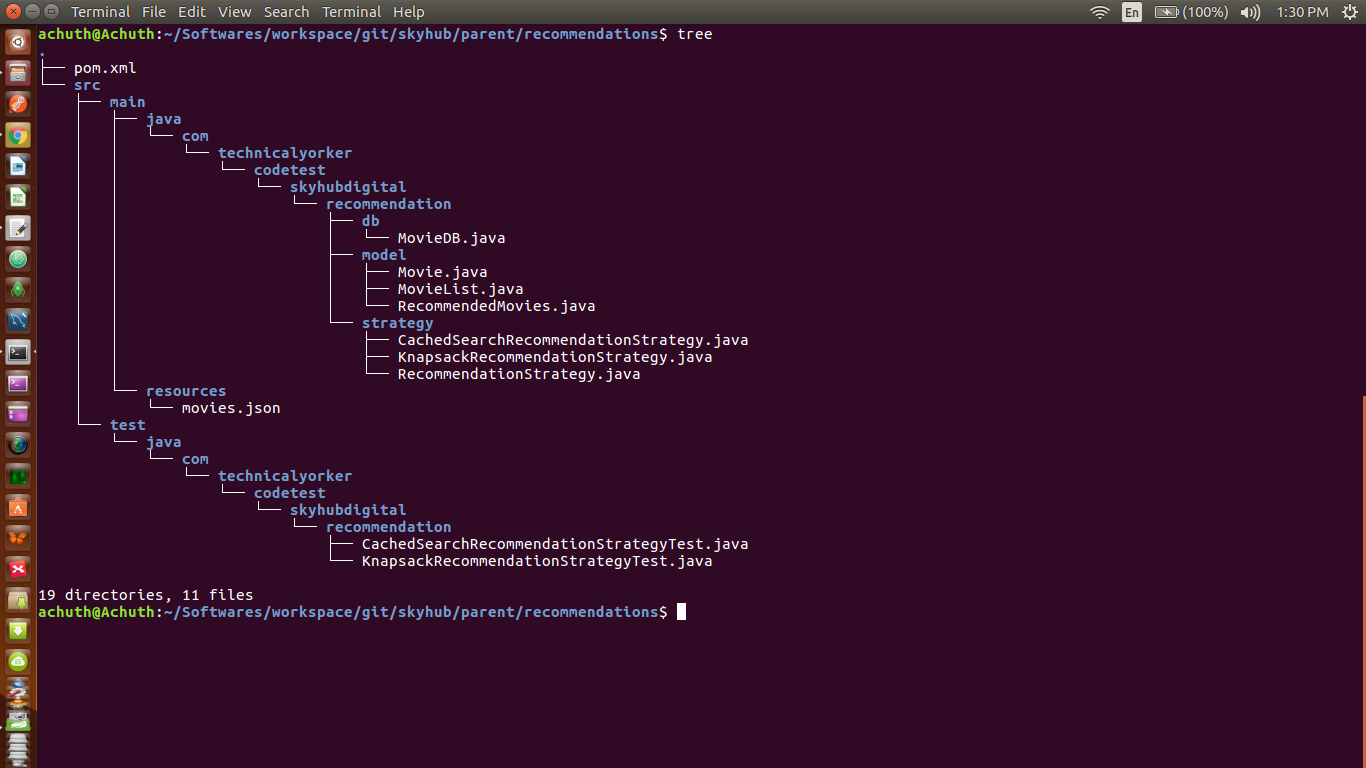 Terminal Java Edit View Search Terminal Help En (100%) 1:30 PM
achuth@Achuth:~/Softwares/workspace/git/skyhub/parent/recommendations$ tree
.
├── pom.xml
└── src
    ├── main
    │   ├── java
    │   │   └── com
    │   │       └── technicalyorker
    │   │           └── codetest
    │   │               └── skyhubdigital
    │   │                   └── recommendation
    │   │                       ├── db
    │   │                       │   └── MovieDB.java
    │   │                       ├── model
    │   │                       │   ├── Movie.java
    │   │                       │   ├── MovieList.java
    │   │                       │   └── RecommendedMovies.java
    │   │                       └── strategy
    │   │                           ├── CachedSearchRecommendationStrategy.java
    │   │                           ├── KnapsackRecommendationStrategy.java
    │   │                           └── RecommendationStrategy.java
    │   └── resources
    │       └── movies.json
    └── test
        └── java
            └── com
                └── technicalyorker
                    └── codetest
                        └── skyhubdigital
                            └── recommendation
                                ├── CachedSearchRecommendationStrategyTest.java
                                └── KnapsackRecommendationStrategyTest.java
19 directories, 11 files
achuth@Achuth:~/Softwares/workspace/git/skyhub/parent/recommendations$